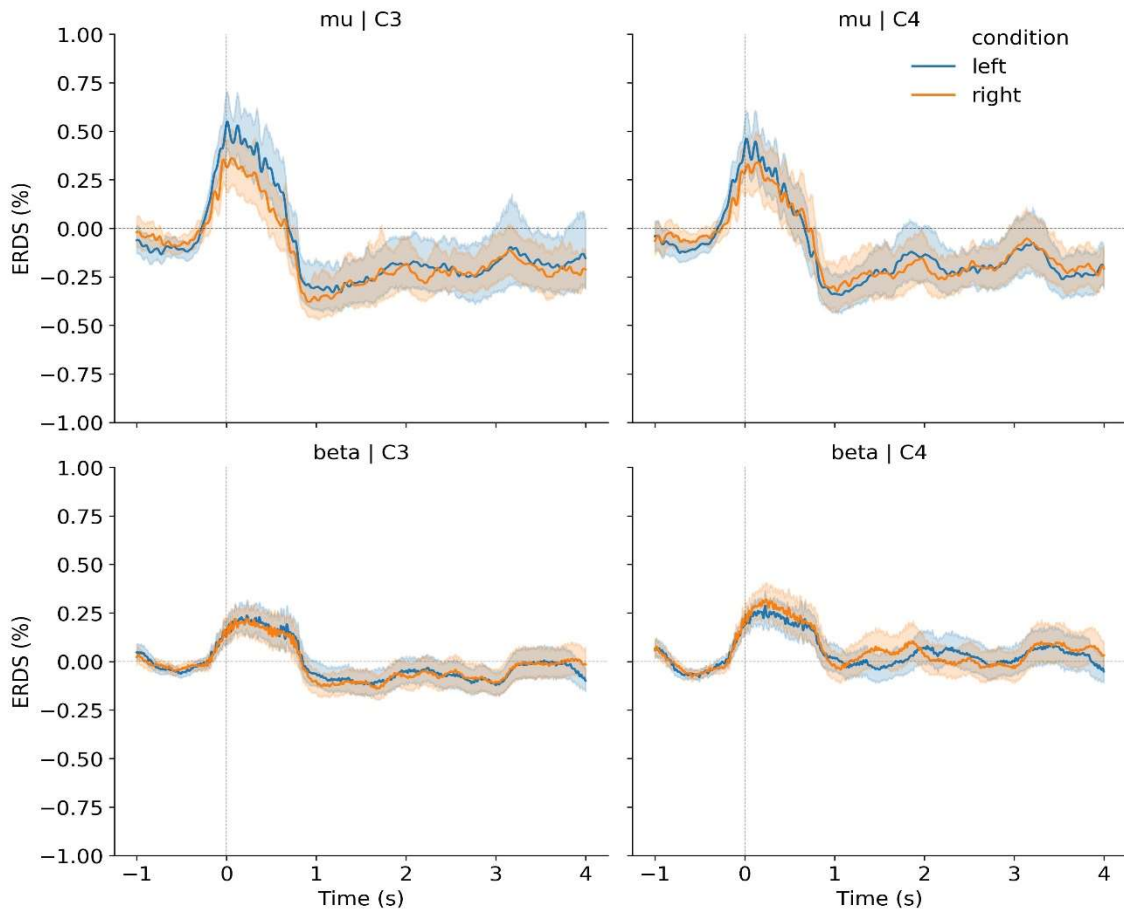 mu | C3
mu | C4
condition
left
right
ERDS (%)
1.00
0.75
0.50
0.25
0.00
−0.25
−0.50
−0.75
−1.00
beta | C3
beta | C4
ERDS (%)
1.00
0.75
0.50
0.25
0.00
−0.25
−0.50
−0.75
−1.00
−1 0 1 2 3 4
−1 0 1 2 3 4
Time (s)
Time (s)